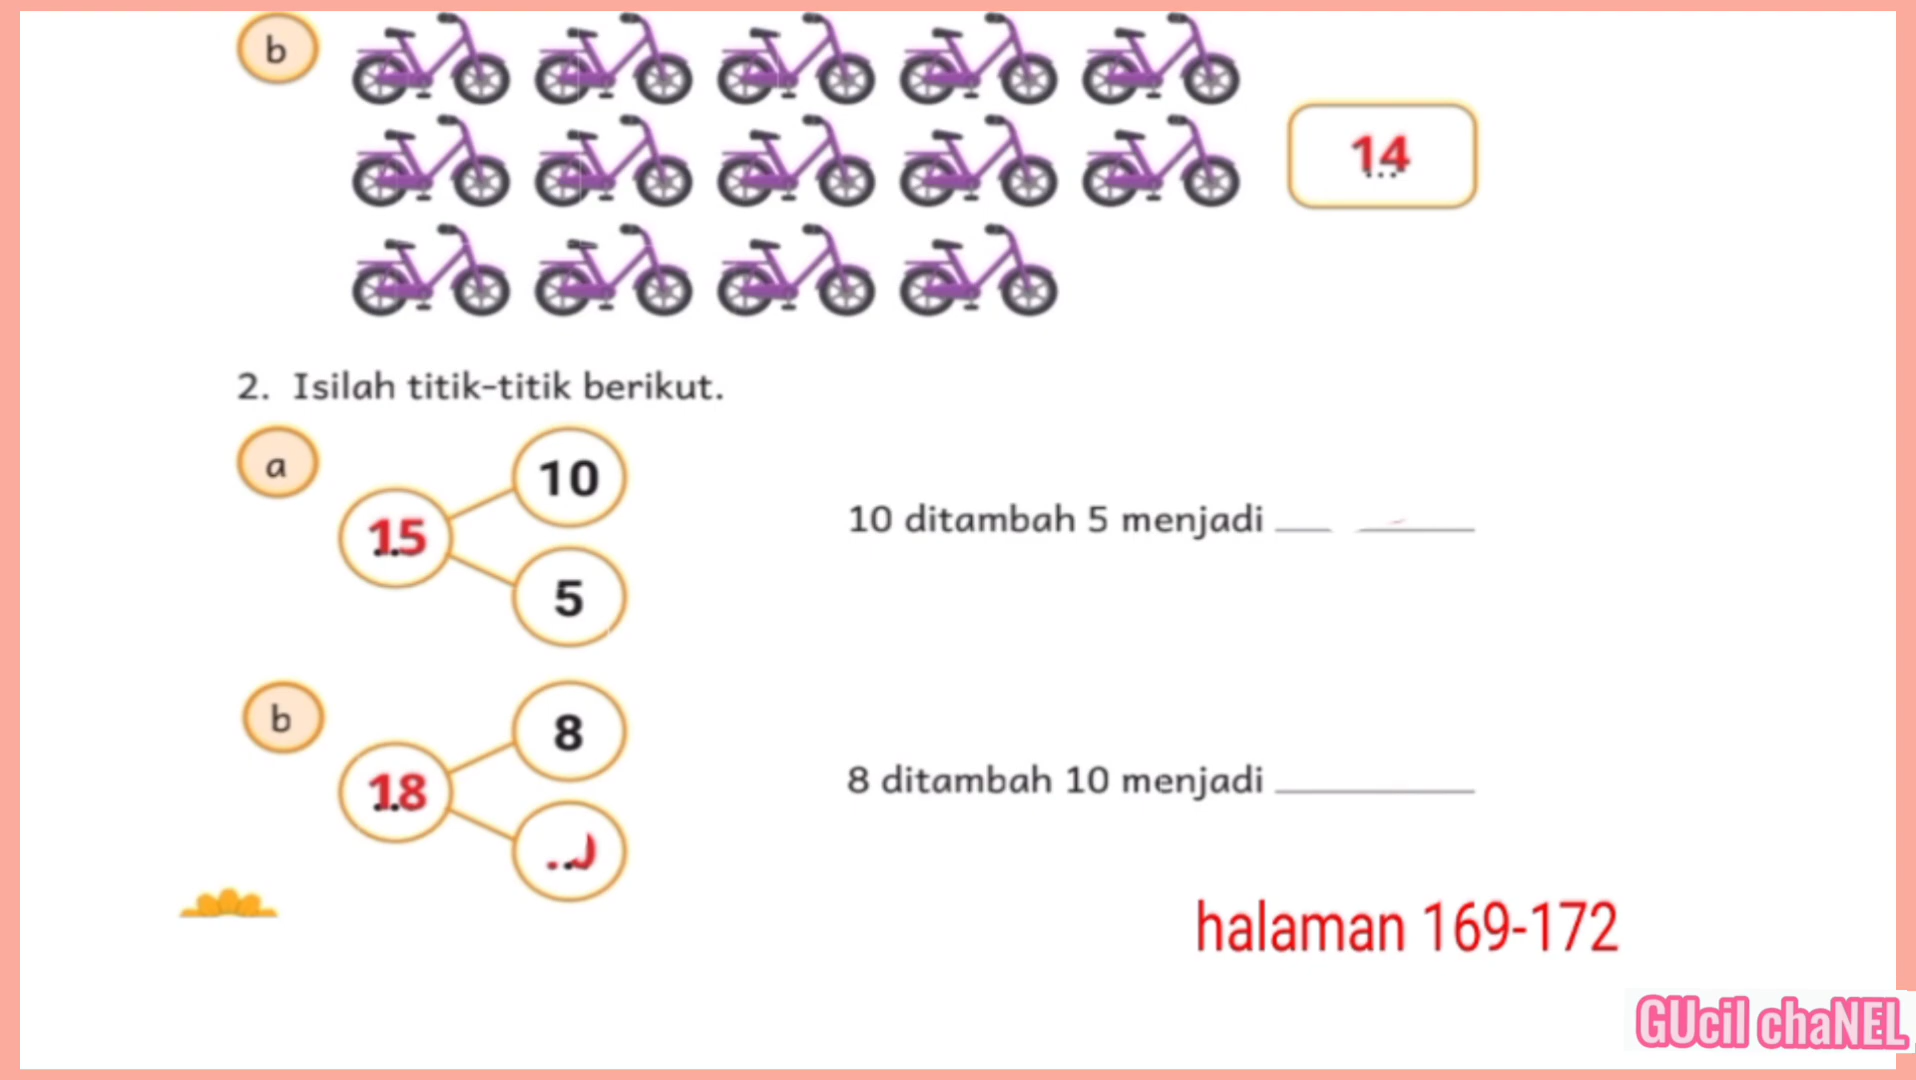 b
14
...
2. Isilah titik-titik berikut.
a
10
15
5
10 ditambah 5 menjadi
b
8
18
8 ditambah 10 menjadi
halaman 169-172
GUcil chaNEL